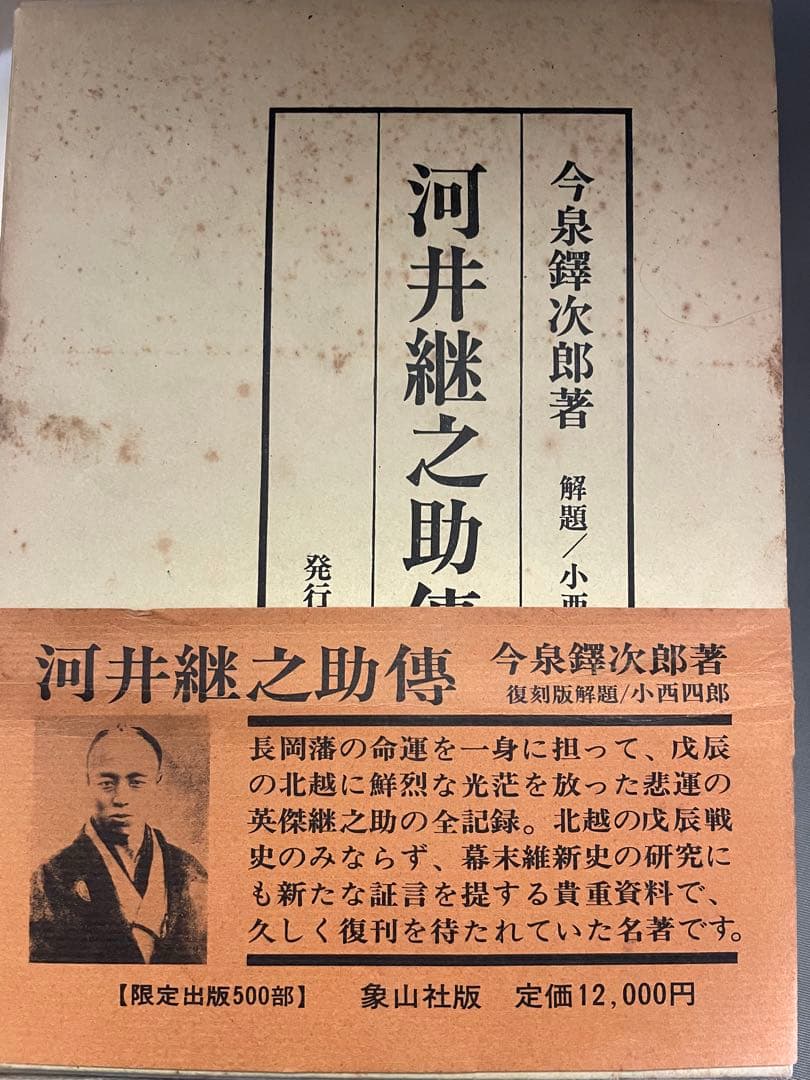 今泉鐸次郎著 解題/小西
河井継之助傳
発行
河井継之助傳
今泉鐸次郎著
復刻版解題/小西四郎
長岡藩の命運を一身に担って、戊辰
の北越に鮮烈な光茫を放った悲運の
英傑継之助の全記録。北越の戊辰戦
史のみならず、幕末維新史の研究に
も新たな証言を提する貴重資料で、
久しく復刊を待たれていた名著です。
【限定出版500部】 象山社版 定価12,000円